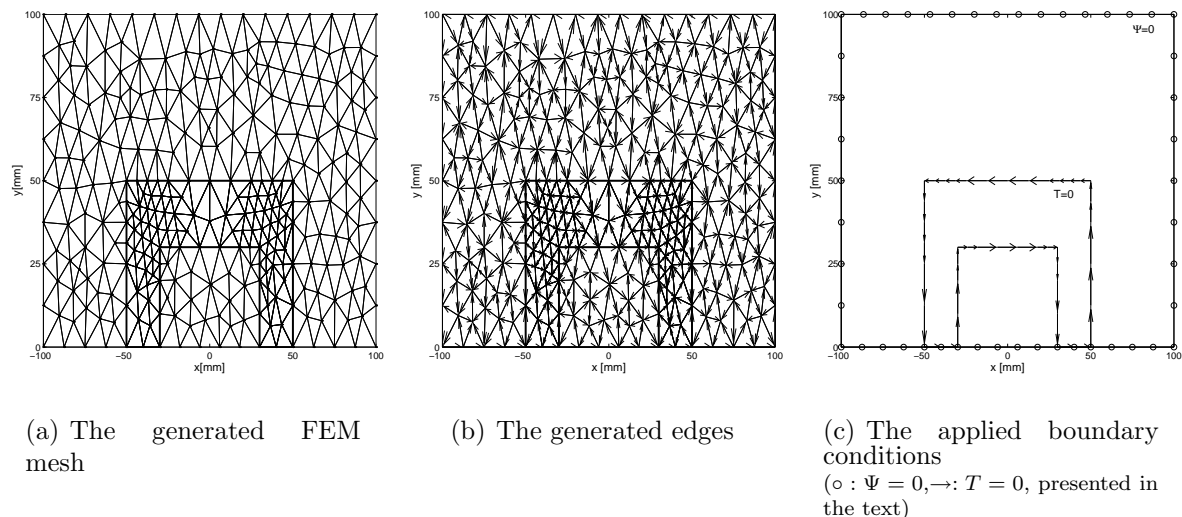 100
75
50
25
0
y[mm]
−100
−50
0
50
100
x[mm]
100
75
50
25
0
y [mm]
−100
−50
0
50
100
x [mm]
100
75
50
25
0
y [mm]
−100
−50
0
50
100
x [mm]
Ψ=0
T=0
(a) The generated FEM
mesh
(b) The generated edges
(c) The applied boundary
conditions
(○ : Ψ = 0,→: T = 0, presented in
the text)